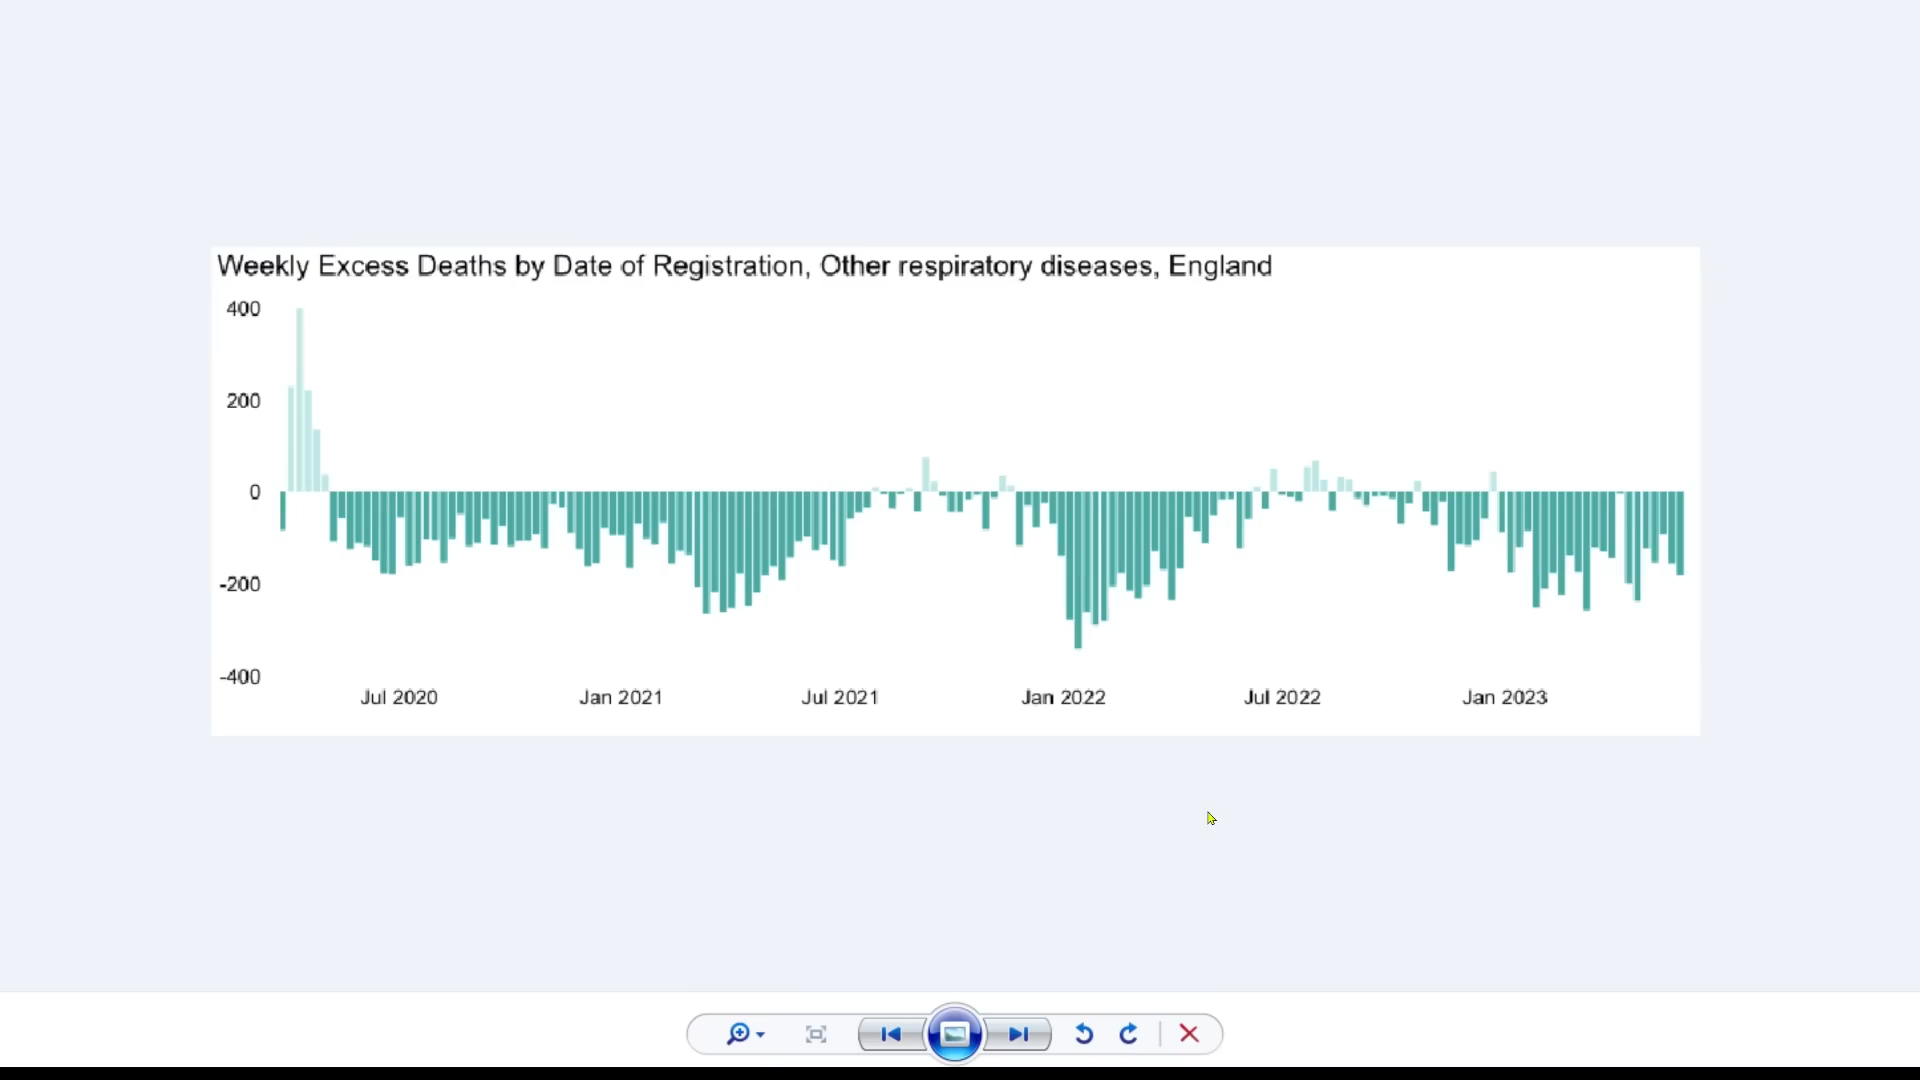 Weekly Excess Deaths by Date of Registration, Other respiratory diseases, England
400
200
0
-200
-400
Jul 2020 Jan 2021 Jul 2021 Jan 2022 Jul 2022 Jan 2023